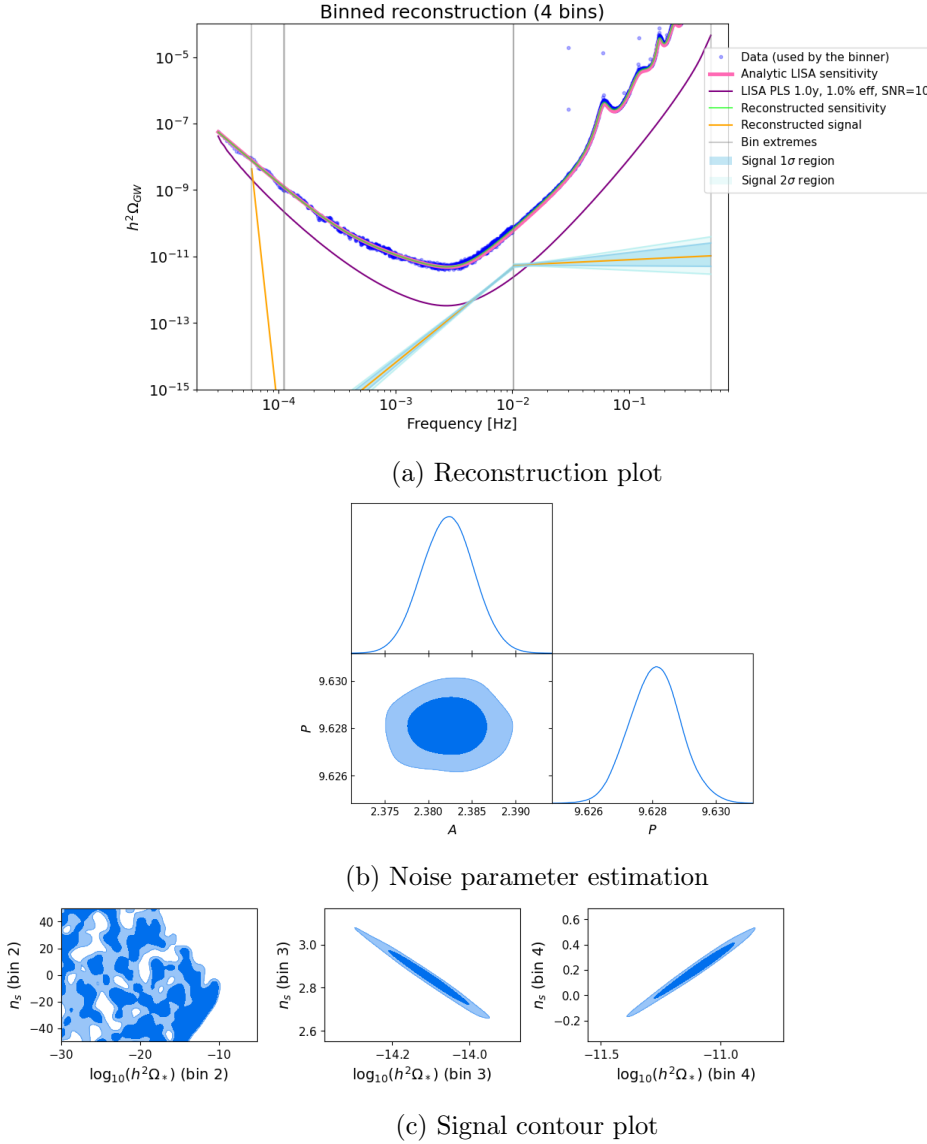 Binned reconstruction (4 bins)
h²Ω_GW
10⁻⁵
10⁻⁷
10⁻⁹
10⁻¹¹
10⁻¹³
10⁻¹⁵
Data (used by the binner)
Analytic LISA sensitivity
LISA PLS 1.0y, 1.0% eff, SNR=10
Reconstructed sensitivity
Reconstructed signal
Bin extremes
Signal 1σ region
Signal 2σ region
10⁻⁴ 10⁻³ 10⁻² 10⁻¹
Frequency [Hz]
(a) Reconstruction plot
P
9.630
9.628
9.626
2.375 2.380 2.385 2.390
A
9.626 9.628 9.630
P
(b) Noise parameter estimation
n_s (bin 2)
40
20
0
−20
−40
−30 −20 −10
log₁₀(h²Ω_*) (bin 2)
n_s (bin 3)
3.0
2.8
2.6
−14.2 −14.0
log₁₀(h²Ω_*) (bin 3)
n_s (bin 4)
0.6
0.4
0.2
0.0
−0.2
−11.5 −11.0
log₁₀(h²Ω_*) (bin 4)
(c) Signal contour plot